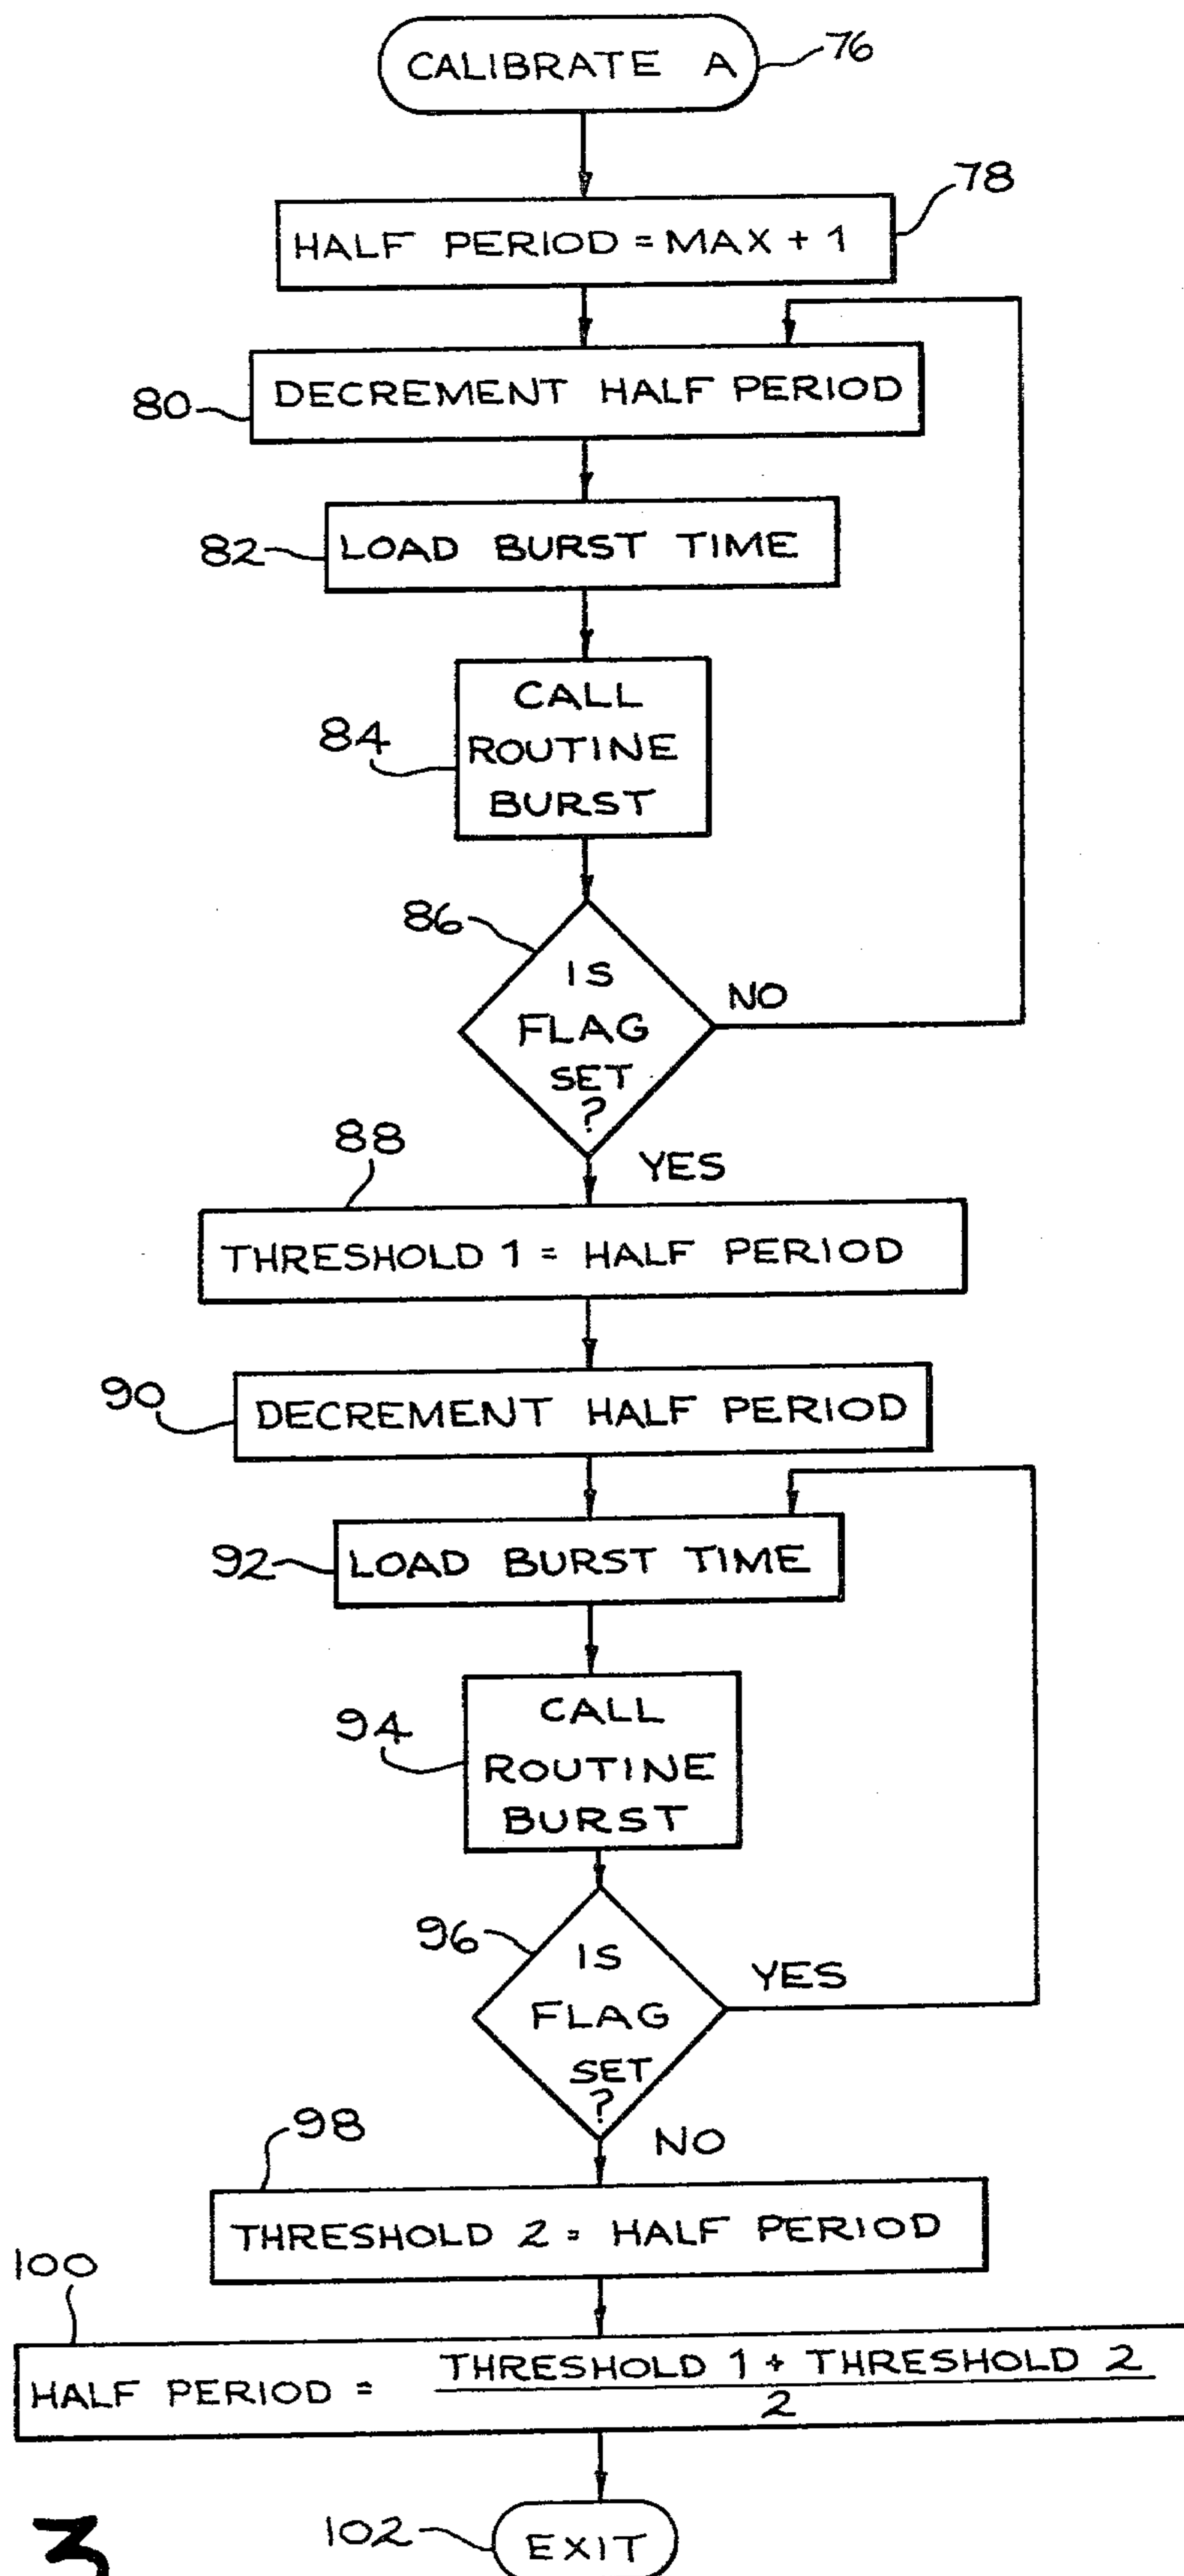 CALIBRATE A
76
78
HALF PERIOD = MAX + 1
80
DECREMENT HALF PERIOD
82
LOAD BURST TIME
84
CALL
ROUTINE
BURST
86
IS
FLAG
SET
?
NO
YES
88
THRESHOLD 1 = HALF PERIOD
90
DECREMENT HALF PERIOD
92
LOAD BURST TIME
94
CALL
ROUTINE
BURST
96
IS
FLAG
SET
?
YES
NO
98
THRESHOLD 2 = HALF PERIOD
100
HALF PERIOD = THRESHOLD 1 + THRESHOLD 2
2
102
EXIT
3